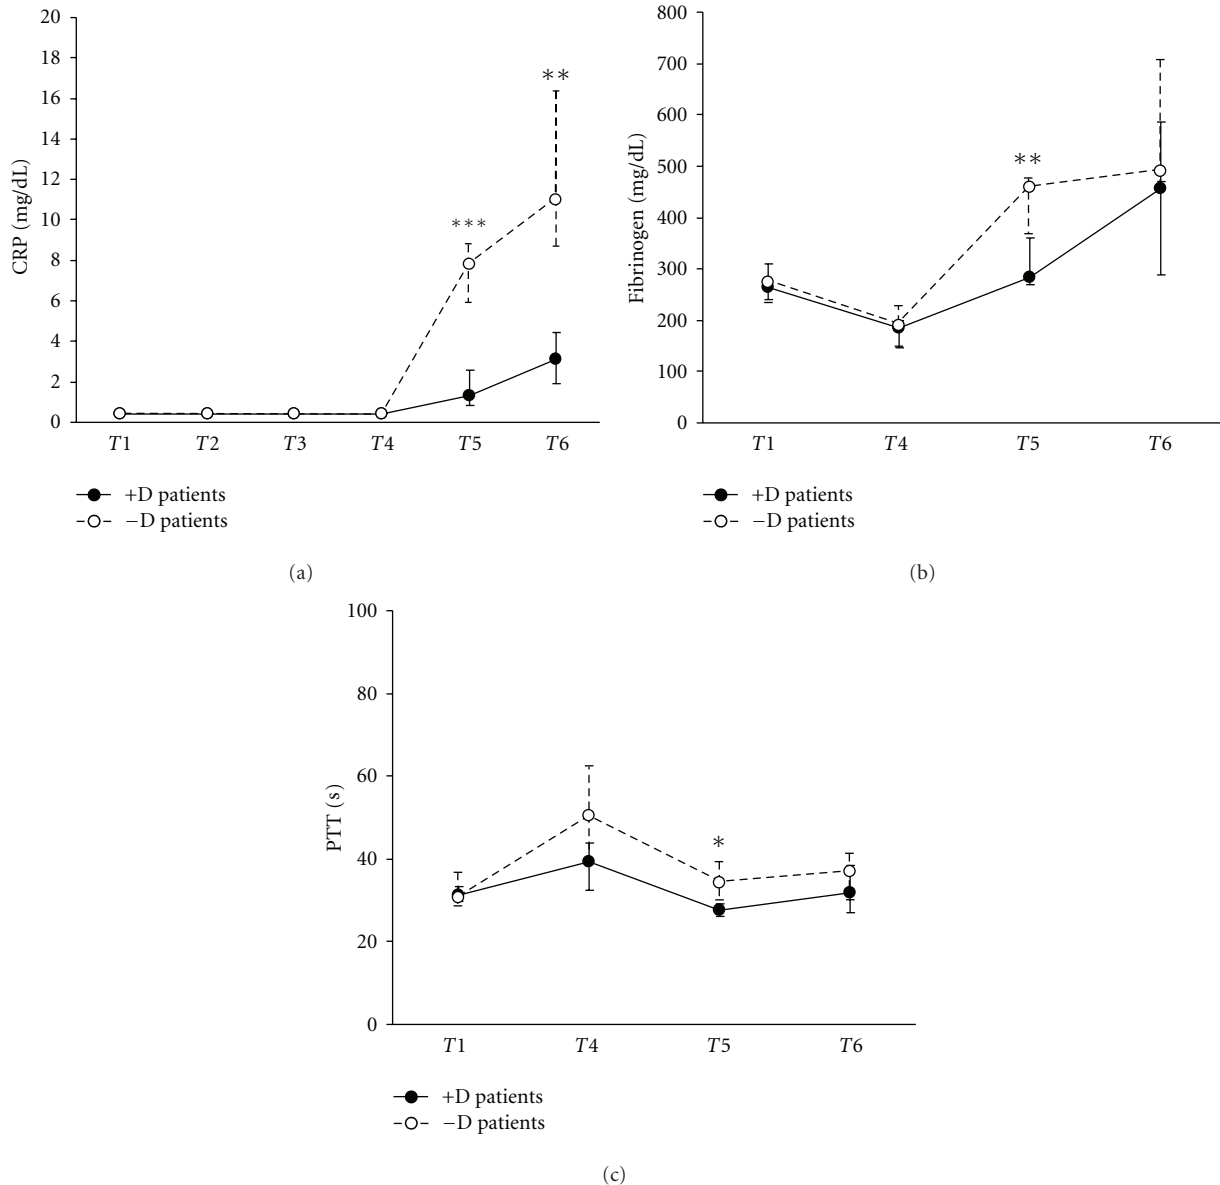 20
18
16
14
12
10
8
6
4
2
0
CRP (mg/dL)
∗∗∗
∗∗
T1 T2 T3 T4 T5 T6
+D patients
−D patients
(a)
800
700
600
500
400
300
200
100
0
Fibrinogen (mg/dL)
∗∗
T1 T4 T5 T6
+D patients
−D patients
(b)
100
80
60
40
20
0
PTT (s)
∗
T1 T4 T5 T6
+D patients
−D patients
(c)